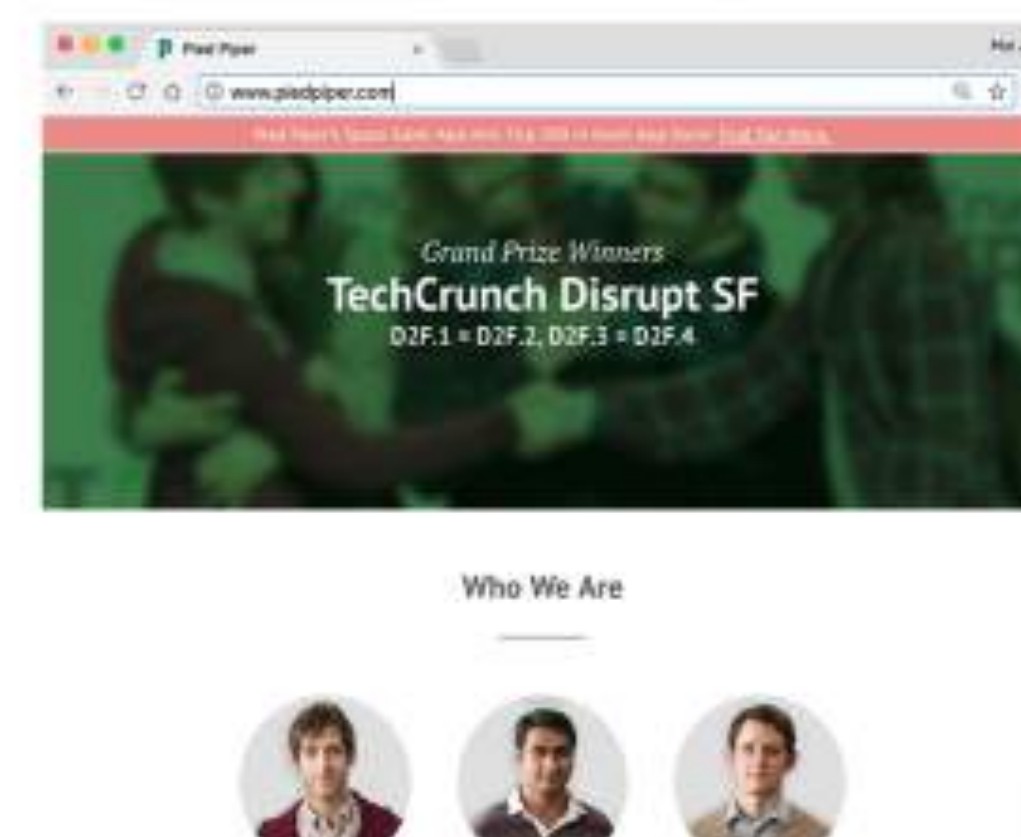 Pied Piper
www.piedpiper.com
Grand Prize Winners
TechCrunch Disrupt SF
D2F.1 = D2F.2, D2F.3 = D2F.4
Who We Are